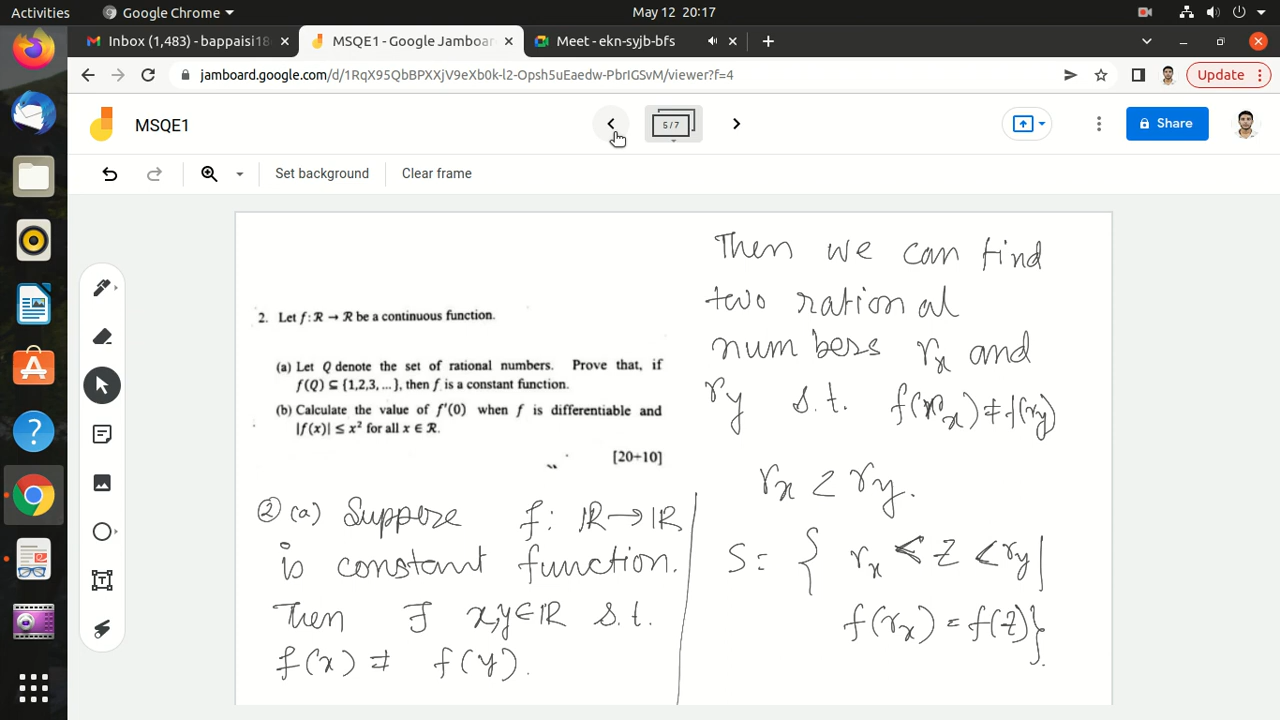 Activities
Google Chrome
May 12 20:17
Inbox (1,483) - bappaisi18
MSQE1 - Google Jamboar
Meet - ekn-syjb-bfs
jamboard.google.com/d/1RqX95QbBPXXjV9eXb0k-l2-Opsh5uEaedw-PbrIGSvM/viewer?f=4
Update
MSQE1
5/7
Share
Set background
Clear frame
2. Let f: R → R be a continuous function.
(a) Let Q denote the set of rational numbers. Prove that, if
f(Q) ⊆ {1,2,3, ...}, then f is a constant function.
(b) Calculate the value of f'(0) when f is differentiable and
|f(x)| ≤ x² for all x ∈ R.
[20+10]
② (a) Suppose f: ℝ→ℝ
is constant function.
Then ∃ x,y∈ℝ s.t.
f(x) ≠ f(y).
Then we can find
two rational
numbers rx and
ry s.t. f(rx) ≠ f(ry)
rx < ry.
S = { rx < z < ry |
f(rx) = f(z)}.